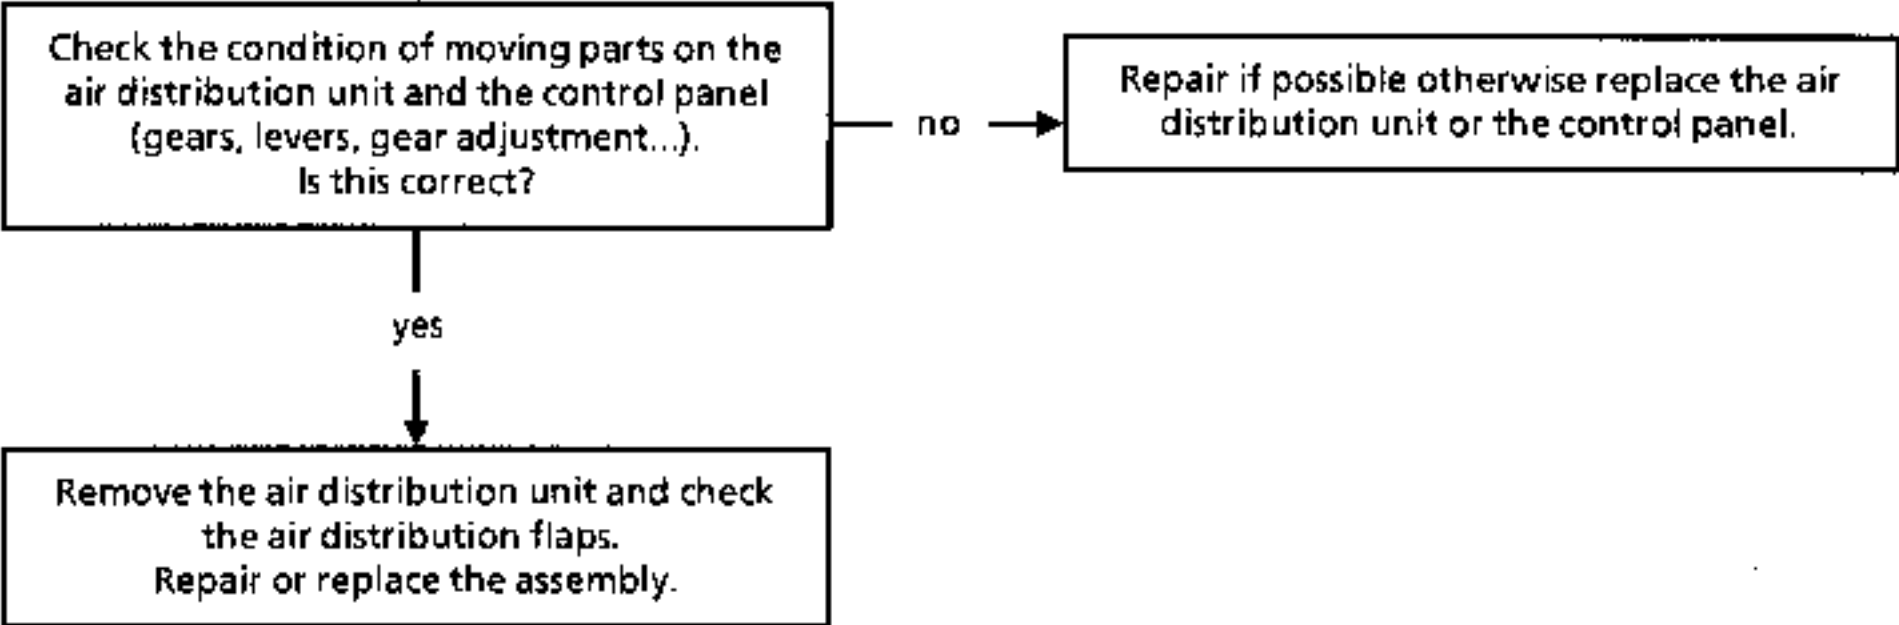 Check the condition of moving parts on the
air distribution unit and the control panel
(gears, levers, gear adjustment...).
Is this correct?
no
Repair if possible otherwise replace the air
distribution unit or the control panel.
yes
Remove the air distribution unit and check
the air distribution flaps.
Repair or replace the assembly.